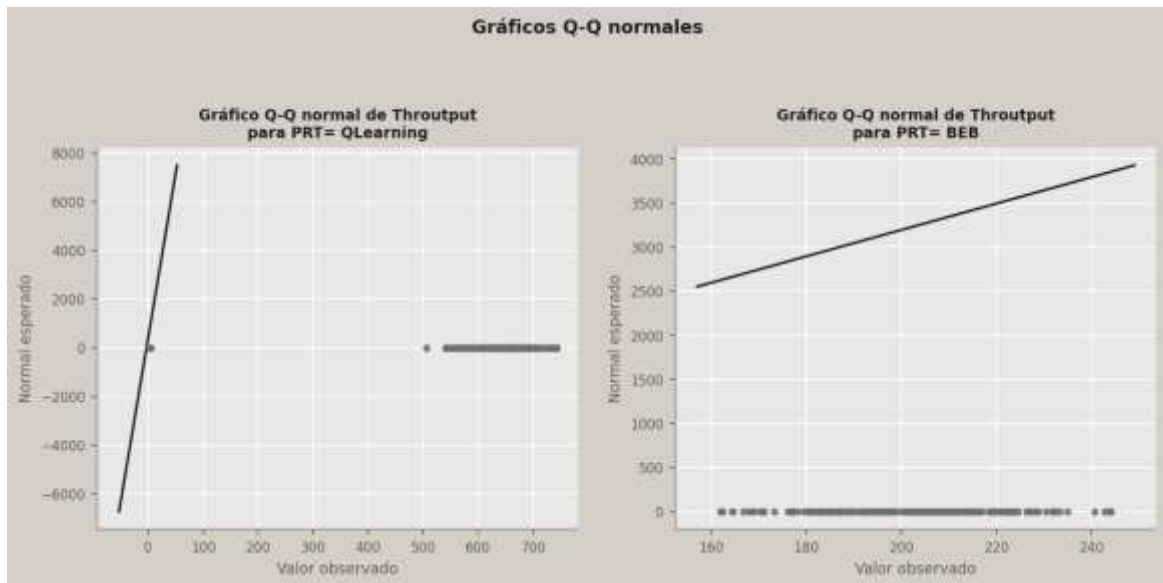 Gráficos Q-Q normales
Gráfico Q-Q normal de Throutput
para PRT= QLearning
8000
6000
4000
2000
0
−2000
−4000
−6000
Normal esperado
0 100 200 300 400 500 600 700
Valor observado
Gráfico Q-Q normal de Throutput
para PRT= BEB
4000
3500
3000
2500
2000
1500
1000
500
0
Normal esperado
160 180 200 220 240
Valor observado